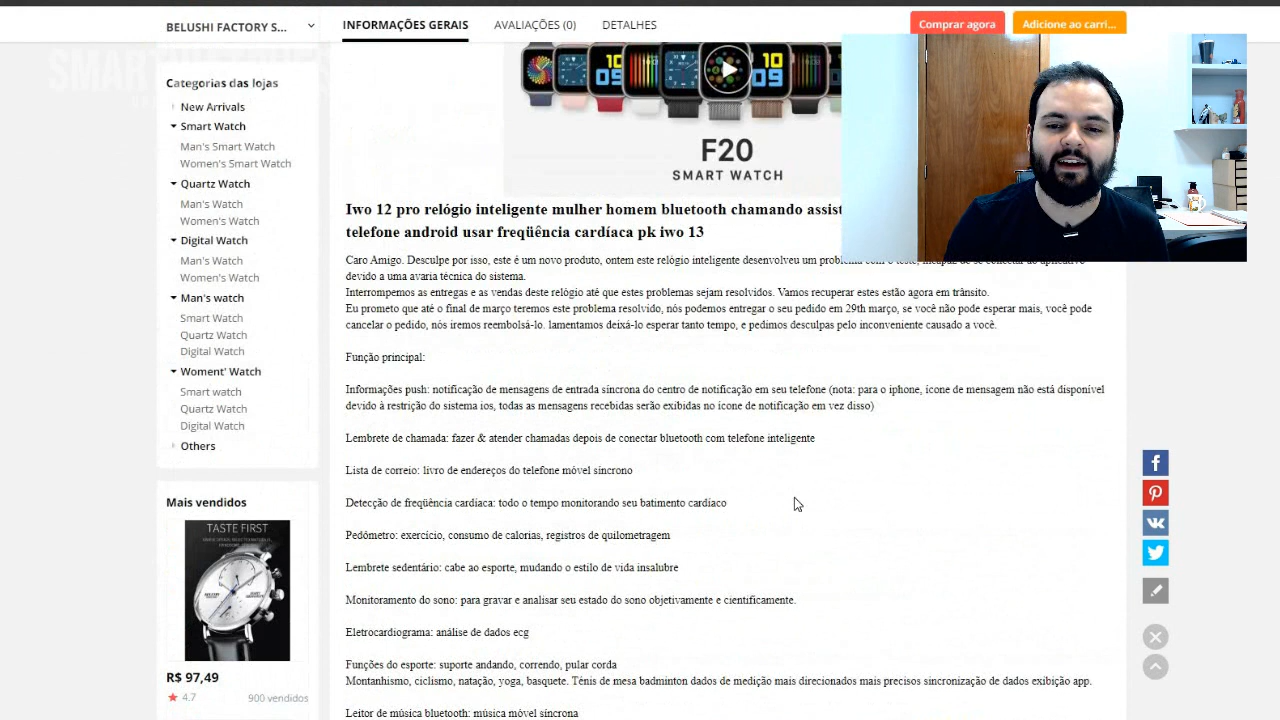 BELUSHI FACTORY S...
INFORMAÇÕES GERAIS
AVALIAÇÕES (0)
DETALHES
Comprar agora
Adicione ao carri...
Categorias das lojas
New Arrivals
Smart Watch
Man's Smart Watch
Women's Smart Watch
Quartz Watch
Man's Watch
Women's Watch
Digital Watch
Man's Watch
Women's Watch
Man's watch
Smart Watch
Quartz Watch
Digital Watch
Woment' Watch
Smart watch
Quartz Watch
Digital Watch
Others
Mais vendidos
TASTE FIRST
R$ 97,49
4.7
900 vendidos
F20
SMART WATCH
Iwo 12 pro relógio inteligente mulher homem bluetooth chamando assist
telefone android usar freqüência cardíaca pk iwo 13
Caro Amigo. Desculpe por isso, este é um novo produto, ontem este relógio inteligente desenvolveu um problema com o teste, incapaz de se conectar ao aplicativo
devido a uma avaria técnica do sistema.
Interrompemos as entregas e as vendas deste relógio até que estes problemas sejam resolvidos. Vamos recuperar estes estão agora em trânsito.
Eu prometo que até o final de março teremos este problema resolvido, nós podemos entregar o seu pedido em 29th março, se você não pode esperar mais, você pode
cancelar o pedido, nós iremos reembolsá-lo. lamentamos deixá-lo esperar tanto tempo, e pedimos desculpas pelo inconveniente causado a você.
Função principal:
Informações push: notificação de mensagens de entrada síncrona do centro de notificação em seu telefone (nota: para o iphone, ícone de mensagem não está disponível
devido à restrição do sistema ios, todas as mensagens recebidas serão exibidas no ícone de notificação em vez disso)
Lembrete de chamada: fazer & atender chamadas depois de conectar bluetooth com telefone inteligente
Lista de correio: livro de endereços do telefone móvel síncrono
Detecção de freqüência cardíaca: todo o tempo monitorando seu batimento cardíaco
Pedômetro: exercício, consumo de calorias, registros de quilometragem
Lembrete sedentário: cabe ao esporte, mudando o estilo de vida insalubre
Monitoramento do sono: para gravar e analisar seu estado do sono objetivamente e cientificamente.
Eletrocardiograma: análise de dados ecg
Funções do esporte: suporte andando, correndo, pular corda
Montanhismo, ciclismo, natação, yoga, basquete. Tênis de mesa badminton dados de medição mais direcionados mais precisos sincronização de dados exibição app.
Leitor de música bluetooth: música móvel síncrona